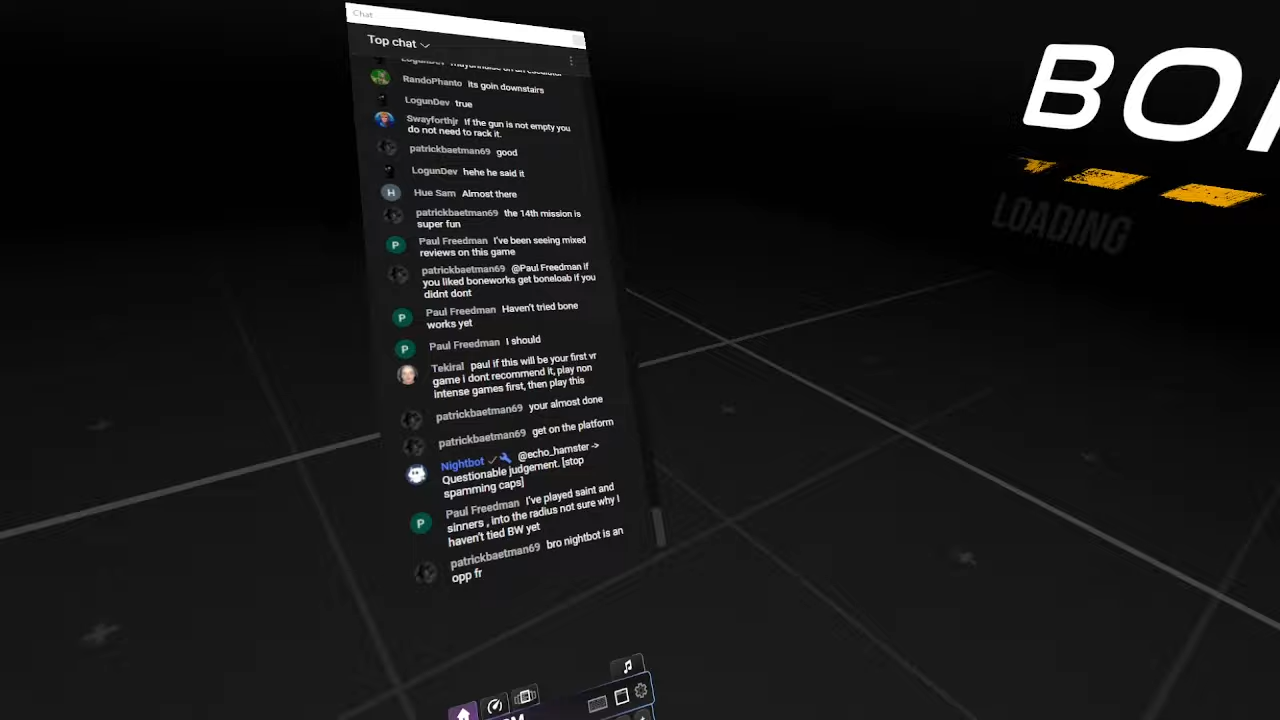 Chat
Top chat
LogunDev mayonnaise on an escalator
RandoPhanto its goin downstairs
LogunDev true
Swayforthjr If the gun is not empty you
do not need to rack it.
patrickbaetman69 good
LogunDev hehe he said it
H Hue Sam Almost there
patrickbaetman69 the 14th mission is
super fun
P Paul Freedman I've been seeing mixed
reviews on this game
patrickbaetman69 @Paul Freedman if
you liked boneworks get boneloab if you
didnt dont
P Paul Freedman Haven't tried bone
works yet
P Paul Freedman I should
Tekiral paul if this will be your first vr
game i dont recommend it, play non
intense games first, then play this
patrickbaetman69 your almost done
patrickbaetman69 get on the platform
Nightbot @echo_hamster ->
Questionable judgement. [stop
spamming caps]
P Paul Freedman I've played saint and
sinners , into the radius not sure why I
haven't tied BW yet
patrickbaetman69 bro nightbot is an
opp fr
BO
LOADING